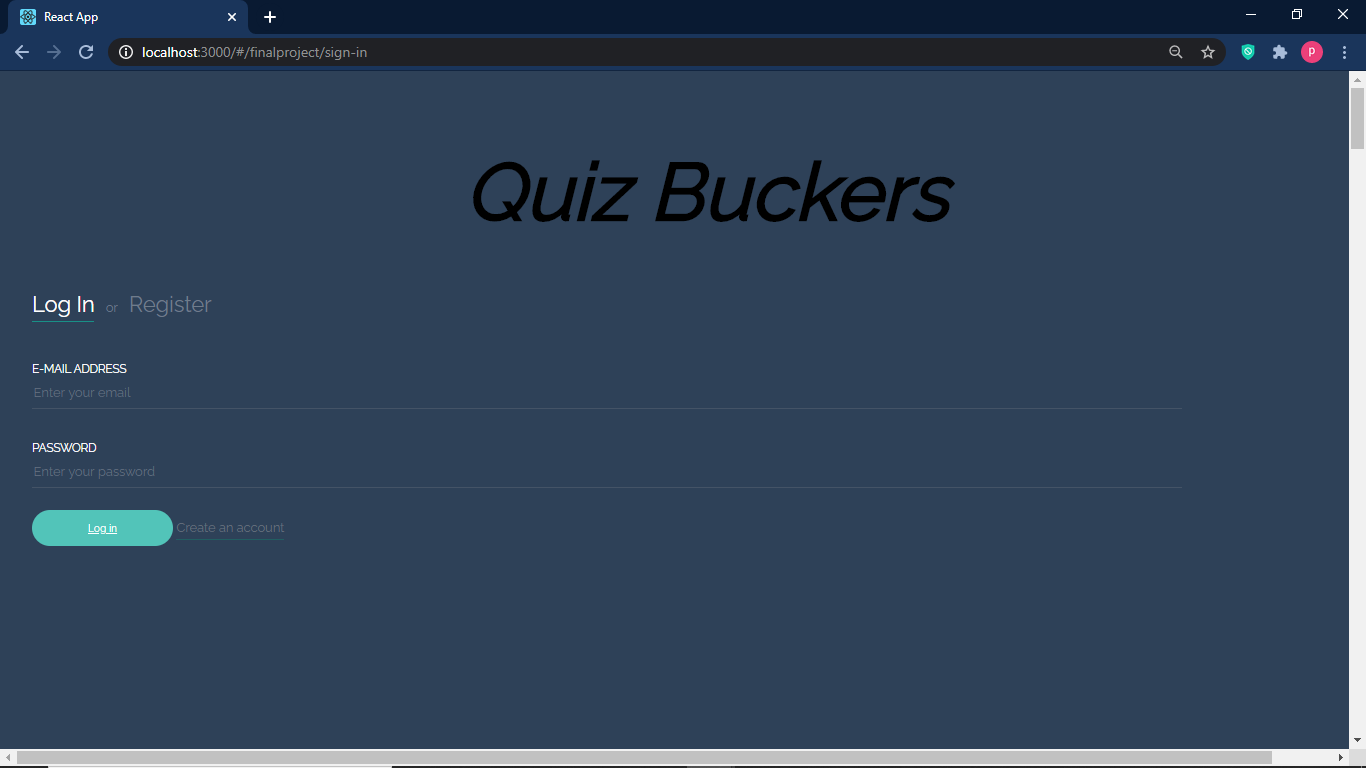 React App
localhost:3000/#/finalproject/sign-in
P
Quiz Buckers
Log In or Register
E-MAIL ADDRESS
Enter your email
PASSWORD
Enter your password
Log in Create an account